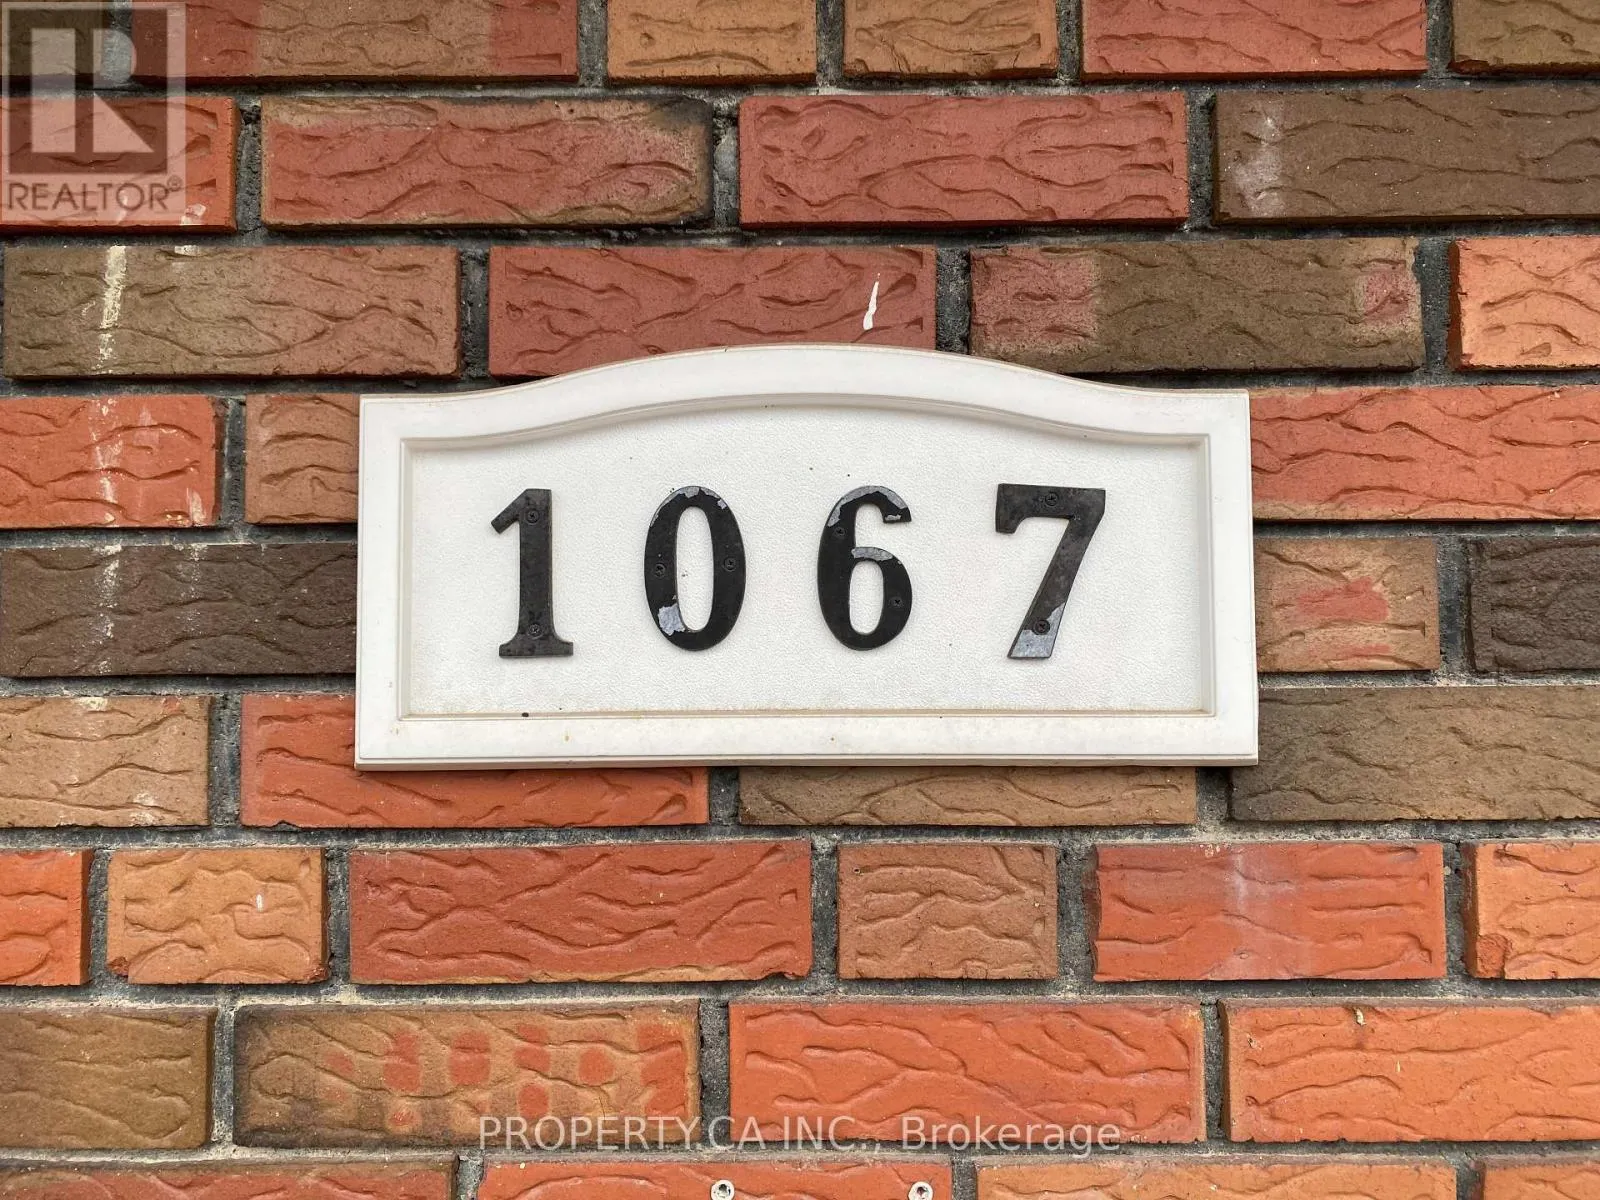 REALTOR®
1067
PROPERTY.CA INC., Brokerage